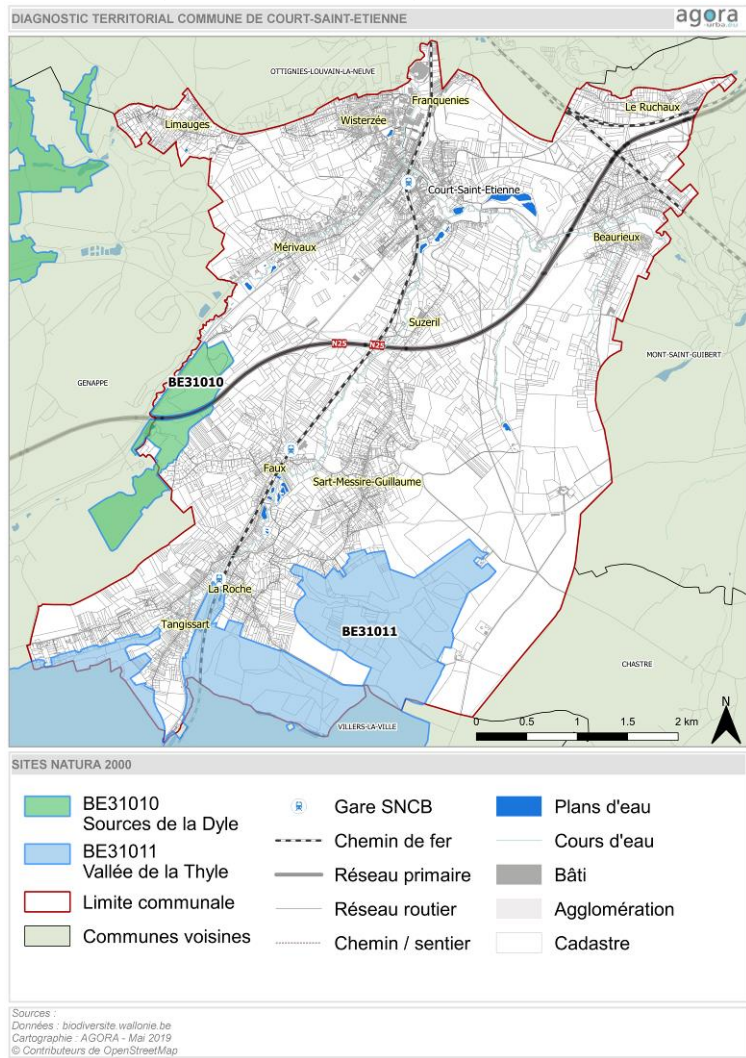 DIAGNOSTIC TERRITORIAL COMMUNE DE COURT-SAINT-ETIENNE
agora
-urba.eu
OTTIGNIES-LOUVAIN-LA-NEUVE
Franquenies
Le Ruchaux
Limauges
Wisterzée
Court-Saint-Etienne
Beaurieux
Mérivaux
Suzeril
N25
N25
MONT-SAINT-GUIBERT
GENAPPE
BE31010
Faux
Sart-Messire-Guillaume
La Roche
Tangissart
BE31011
CHASTRE
VILLERS-LA-VILLE
N
0 0.5 1 1.5 2 km
SITES NATURA 2000
BE31010
Sources de la Dyle
BE31011
Vallée de la Thyle
Limite communale
Communes voisines
Gare SNCB
Chemin de fer
Réseau primaire
Réseau routier
Chemin / sentier
Plans d'eau
Cours d'eau
Bâti
Agglomération
Cadastre
Sources :
Données : biodiversite.wallonie.be
Cartographie : AGORA - Mai 2019
© Contributeurs de OpenStreetMap